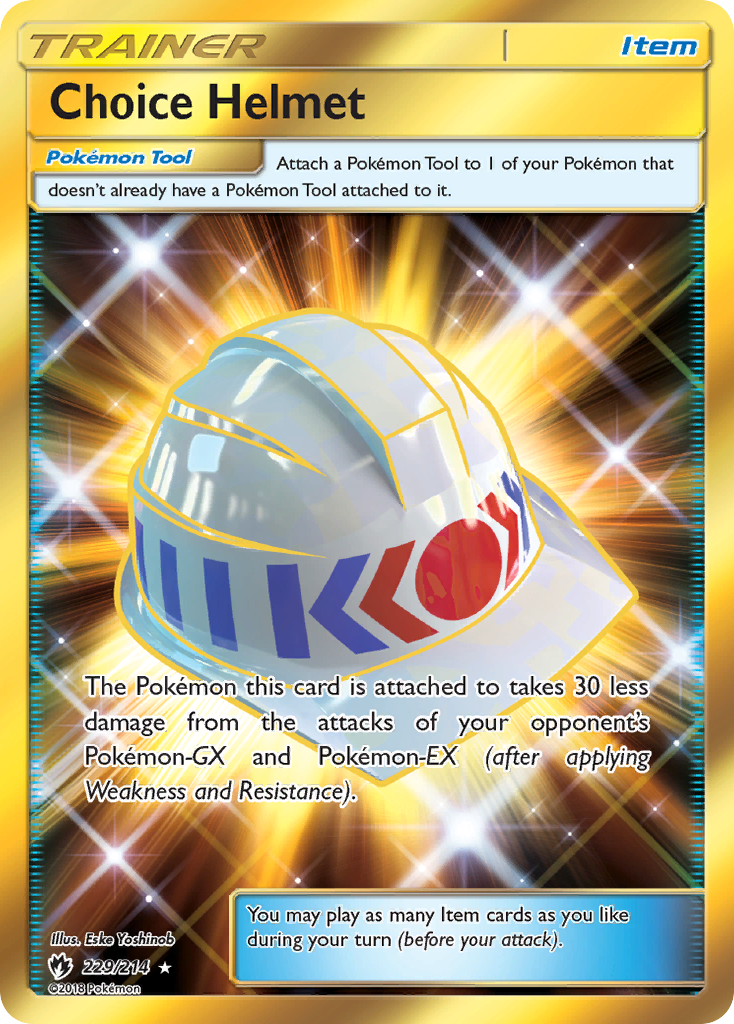 TRAINER
Item
Choice Helmet
Pokémon Tool
Attach a Pokémon Tool to 1 of your Pokémon that
doesn't already have a Pokémon Tool attached to it.
The Pokémon this card is attached to takes 30 less
damage from the attacks of your opponent's
Pokémon-GX and Pokémon-EX (after applying
Weakness and Resistance).
You may play as many Item cards as you like
during your turn (before your attack).
Illus. Eske Yoshinob
229/214 ★
©2018 Pokémon